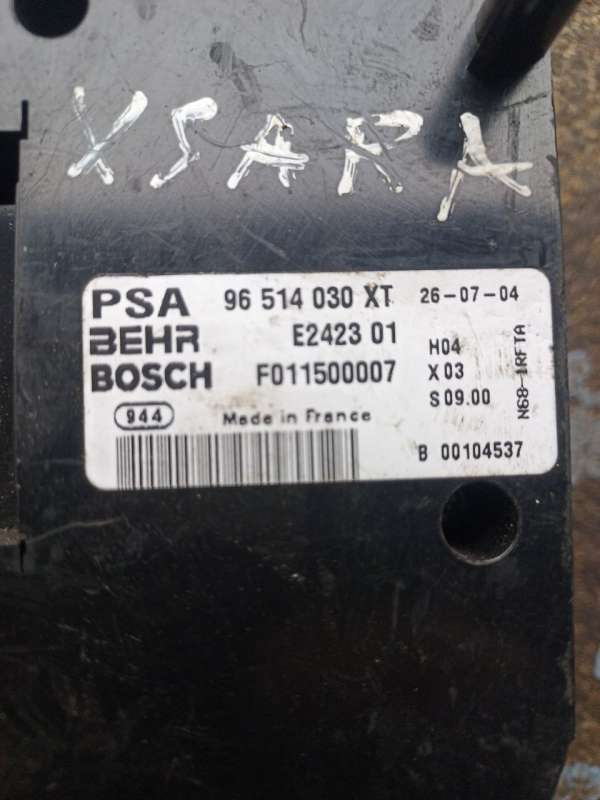 XSARA
PSA 96 514 030 XT 26-07-04
BEHR E2423 01 H04
BOSCH F011500007 X 03
S 09.00
N68-1RFTA
944 Made in France
B 00104537